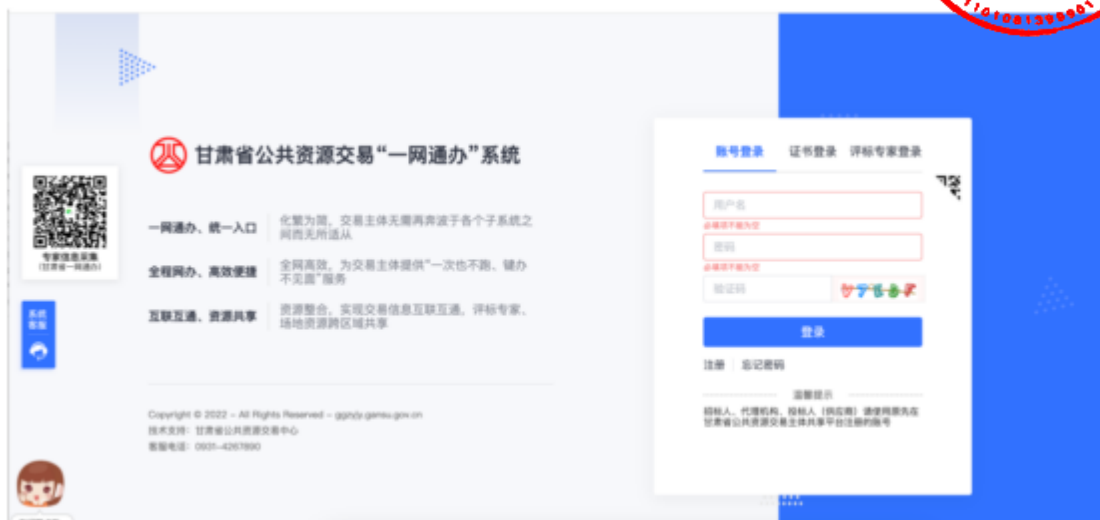 1101081398901
甘肃省公共资源交易“一网通办”系统
一网通办、统一入口
化繁为简，交易主体无需再奔波于各个子系统之
间而无所适从
全程网办、高效便捷
全网高效，为交易主体提供“一次也不跑、键办
不见面”服务
互联互通、资源共享
资源整合，实现交易信息互联互通，评标专家、
场地资源跨区域共享
专家信息采集
(甘肃省一网通办)
系统
客服
Copyright © 2022 – All Rights Reserved – ggzyjy.gansu.gov.cn
技术支持：甘肃省公共资源交易中心
客服电话：0931–4267890
账号登录 证书登录 评标专家登录
用户名
必填项不能为空
密码
必填项不能为空
验证码
登录
注册 忘记密码
温馨提示
招标人、代理机构、投标人（供应商）请使用原先在
甘肃省公共资源交易主体共享平台注册的账号